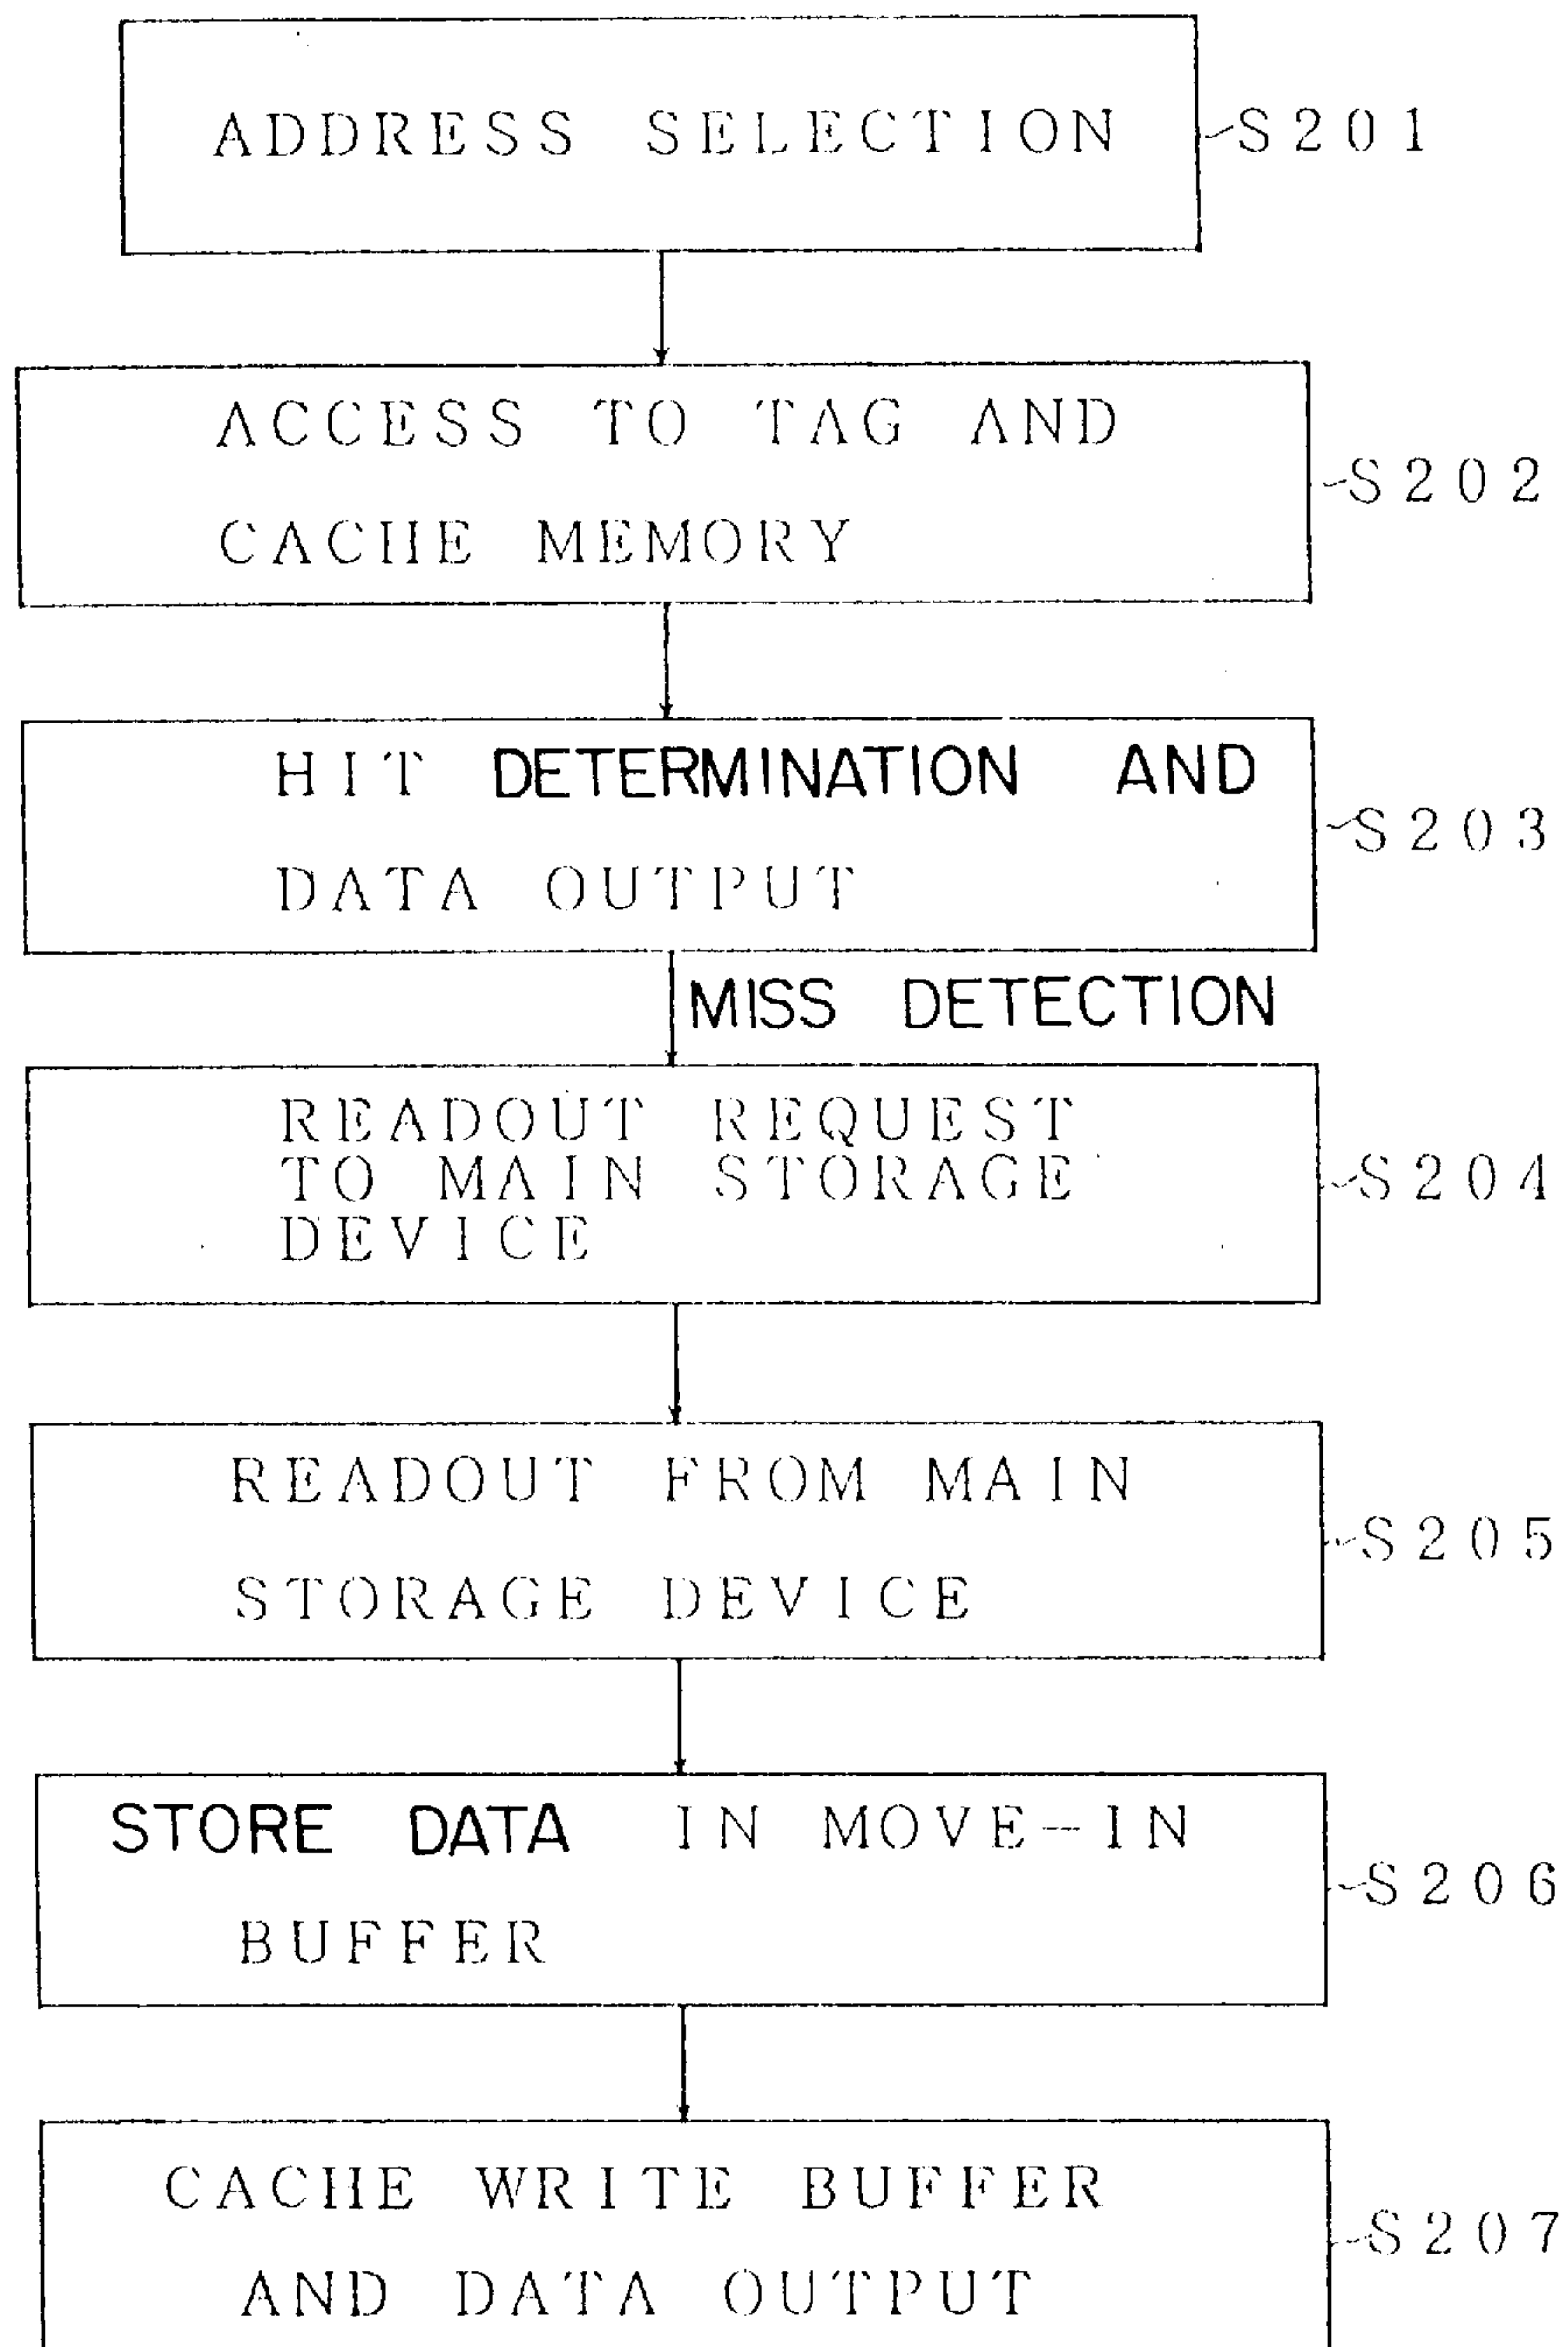 ADDRESS SELECTION
S201
ACCESS TO TAG AND
CACHE MEMORY
S202
HIT DETERMINATION AND
DATA OUTPUT
S203
MISS DETECTION
READOUT REQUEST
TO MAIN STORAGE
DEVICE
S204
READOUT FROM MAIN
STORAGE DEVICE
S205
STORE DATA IN MOVE-IN
BUFFER
S206
CACHE WRITE BUFFER
AND DATA OUTPUT
S207